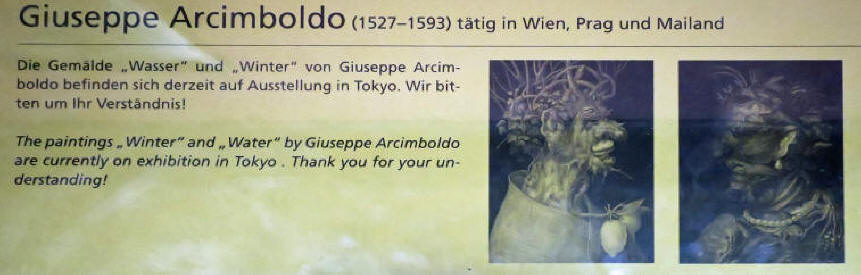 Giuseppe Arcimboldo (1527–1593) tätig in Wien, Prag und Mailand
Die Gemälde „Wasser" und „Winter" von Giuseppe Arcim-
boldo befinden sich derzeit auf Ausstellung in Tokyo. Wir bit-
ten um Ihr Verständnis!
The paintings „Winter" and „Water" by Giuseppe Arcimboldo
are currently on exhibition in Tokyo . Thank you for your un-
derstanding!